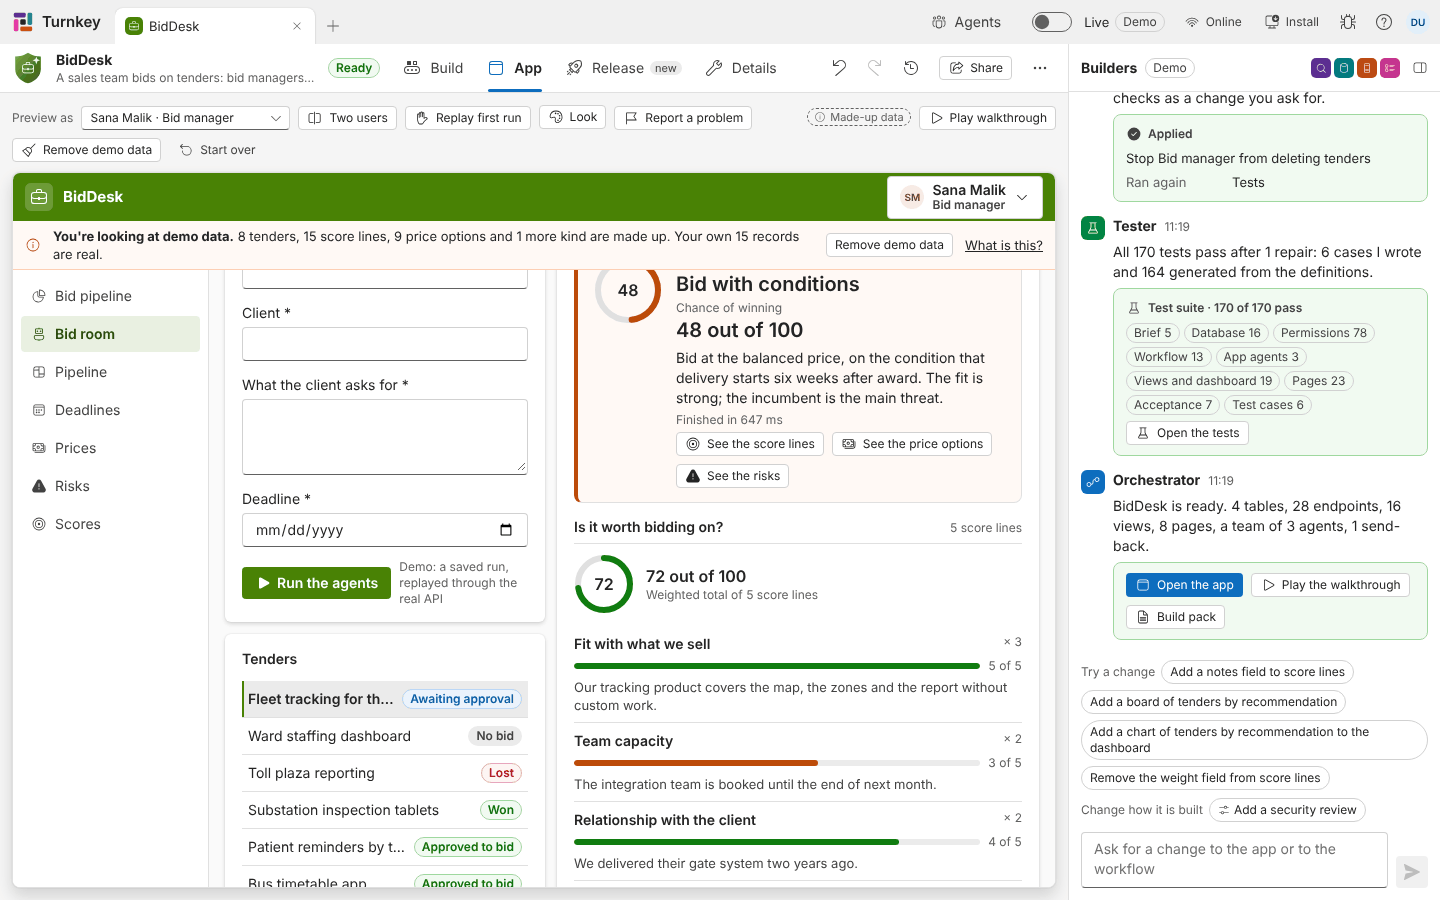 Turnkey
BidDesk
Agents
Live
Demo
Online
Install
DU
BidDesk
A sales team bids on tenders: bid managers...
Ready
Build
App
Release
new
Details
Share
Builders
Demo
Preview as
Sana Malik · Bid manager
Two users
Replay first run
Look
Report a problem
Made-up data
Play walkthrough
Remove demo data
Start over
BidDesk
SM
Sana Malik
Bid manager
You're looking at demo data. 8 tenders, 15 score lines, 9 price options and 1 more kind are made up. Your own 15 records
are real.
Remove demo data
What is this?
Bid pipeline
Bid room
Pipeline
Deadlines
Prices
Risks
Scores
Client *
What the client asks for *
Deadline *
mm/dd/yyyy
Run the agents
Demo: a saved run,
replayed through the
real API
Tenders
Fleet tracking for th...
Awaiting approval
Ward staffing dashboard
No bid
Toll plaza reporting
Lost
Substation inspection tablets
Won
Patient reminders by t...
Approved to bid
Bus timetable app
Approved to bid
48
Bid with conditions
Chance of winning
48 out of 100
Bid at the balanced price, on the condition that
delivery starts six weeks after award. The fit is
strong; the incumbent is the main threat.
Finished in 647 ms
See the score lines
See the price options
See the risks
Is it worth bidding on?
5 score lines
72
72 out of 100
Weighted total of 5 score lines
Fit with what we sell
× 3
5 of 5
Our tracking product covers the map, the zones and the report without
custom work.
Team capacity
× 2
3 of 5
The integration team is booked until the end of next month.
Relationship with the client
× 2
4 of 5
We delivered their gate system two years ago.
checks as a change you ask for.
Applied
Stop Bid manager from deleting tenders
Ran again
Tests
Tester 11:19
All 170 tests pass after 1 repair: 6 cases I wrote
and 164 generated from the definitions.
Test suite · 170 of 170 pass
Brief 5
Database 16
Permissions 78
Workflow 13
App agents 3
Views and dashboard 19
Pages 23
Acceptance 7
Test cases 6
Open the tests
Orchestrator 11:19
BidDesk is ready. 4 tables, 28 endpoints, 16
views, 8 pages, a team of 3 agents, 1 send-
back.
Open the app
Play the walkthrough
Build pack
Try a change
Add a notes field to score lines
Add a board of tenders by recommendation
Add a chart of tenders by recommendation to the
dashboard
Remove the weight field from score lines
Change how it is built
Add a security review
Ask for a change to the app or to the
workflow